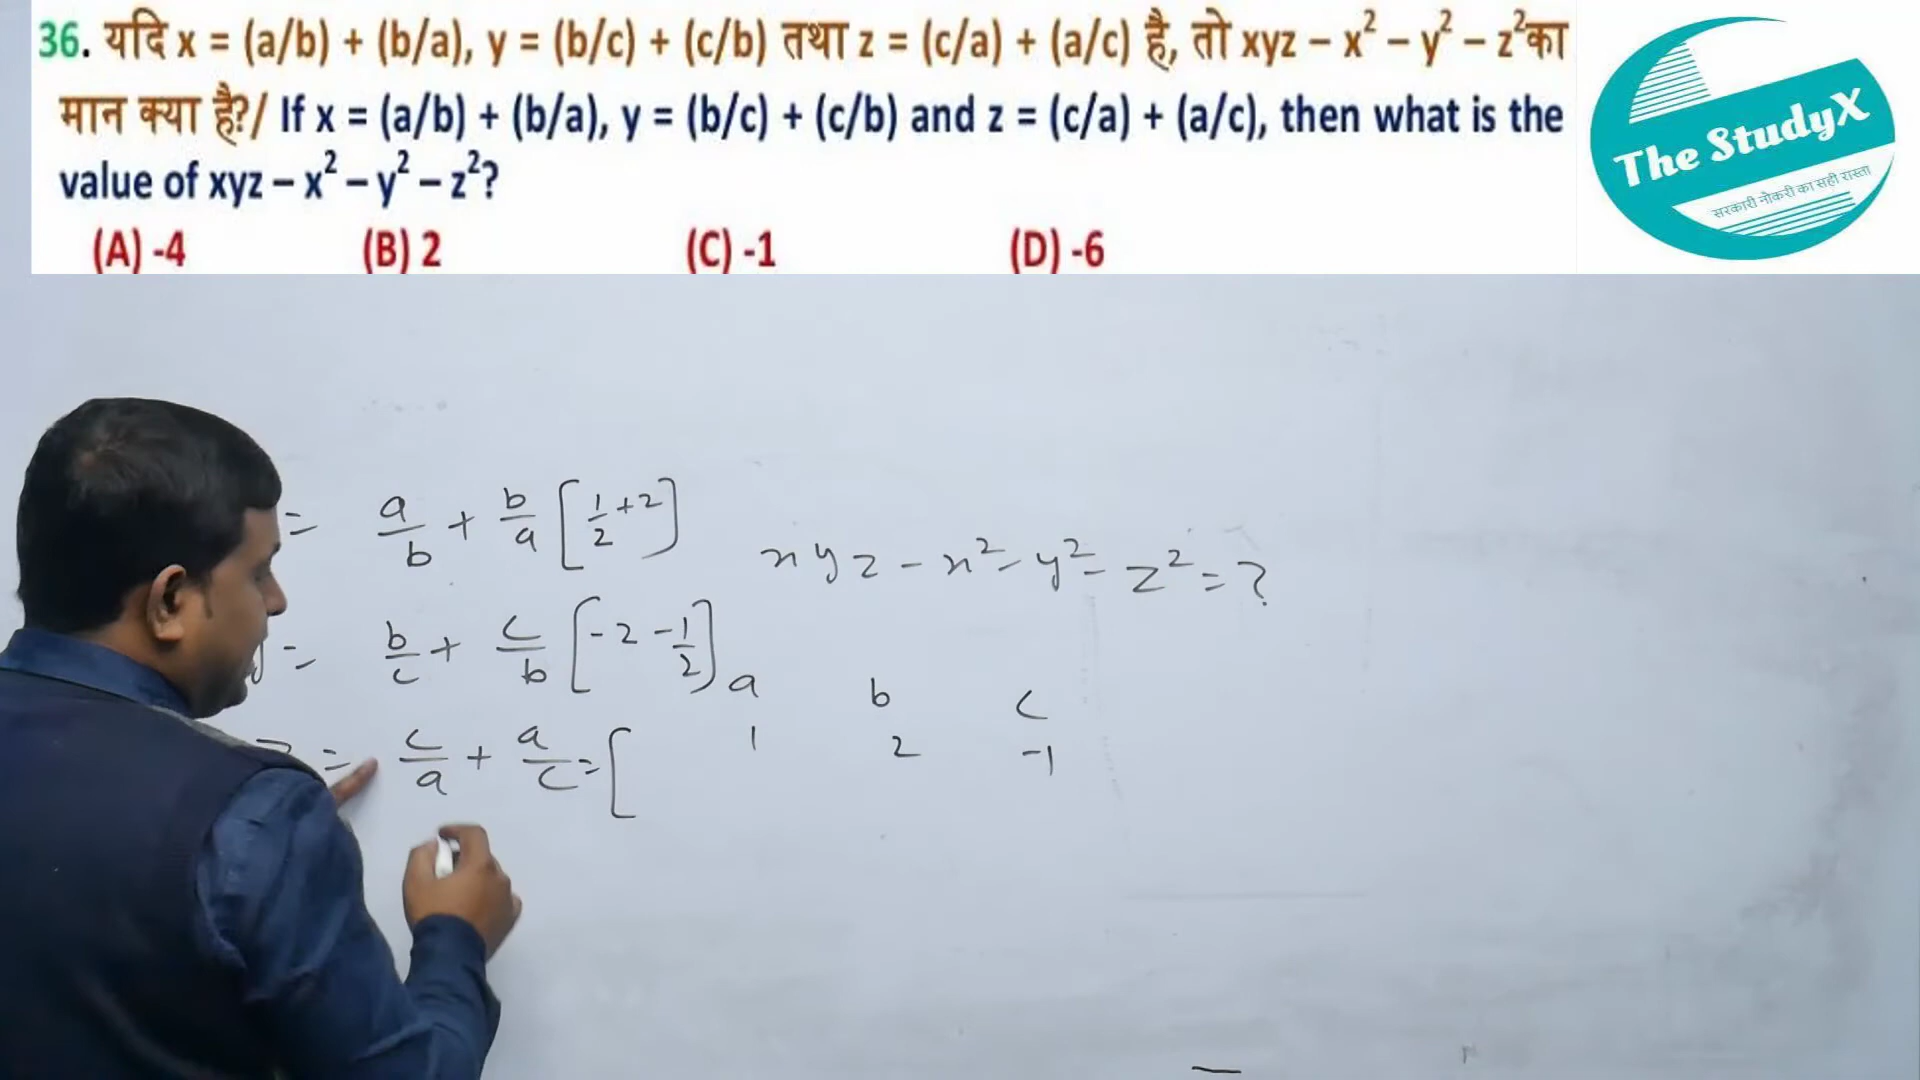 36. यदि x = (a/b) + (b/a), y = (b/c) + (c/b) तथा z = (c/a) + (a/c) है, तो xyz – x² – y² – z²का
मान क्या है?/ If x = (a/b) + (b/a), y = (b/c) + (c/b) and z = (c/a) + (a/c), then what is the
value of xyz – x² – y² – z²?
(A) -4 (B) 2 (C) -1 (D) -6
The StudyX
सरकारी नौकरी का सही रास्ता
= a/b + b/a [1/2 + 2]
xyz - x² - y² - z² = ?
= b/c + c/b [-2 - 1/2]
a b c
= c/a + a/c = [
1 2 -1